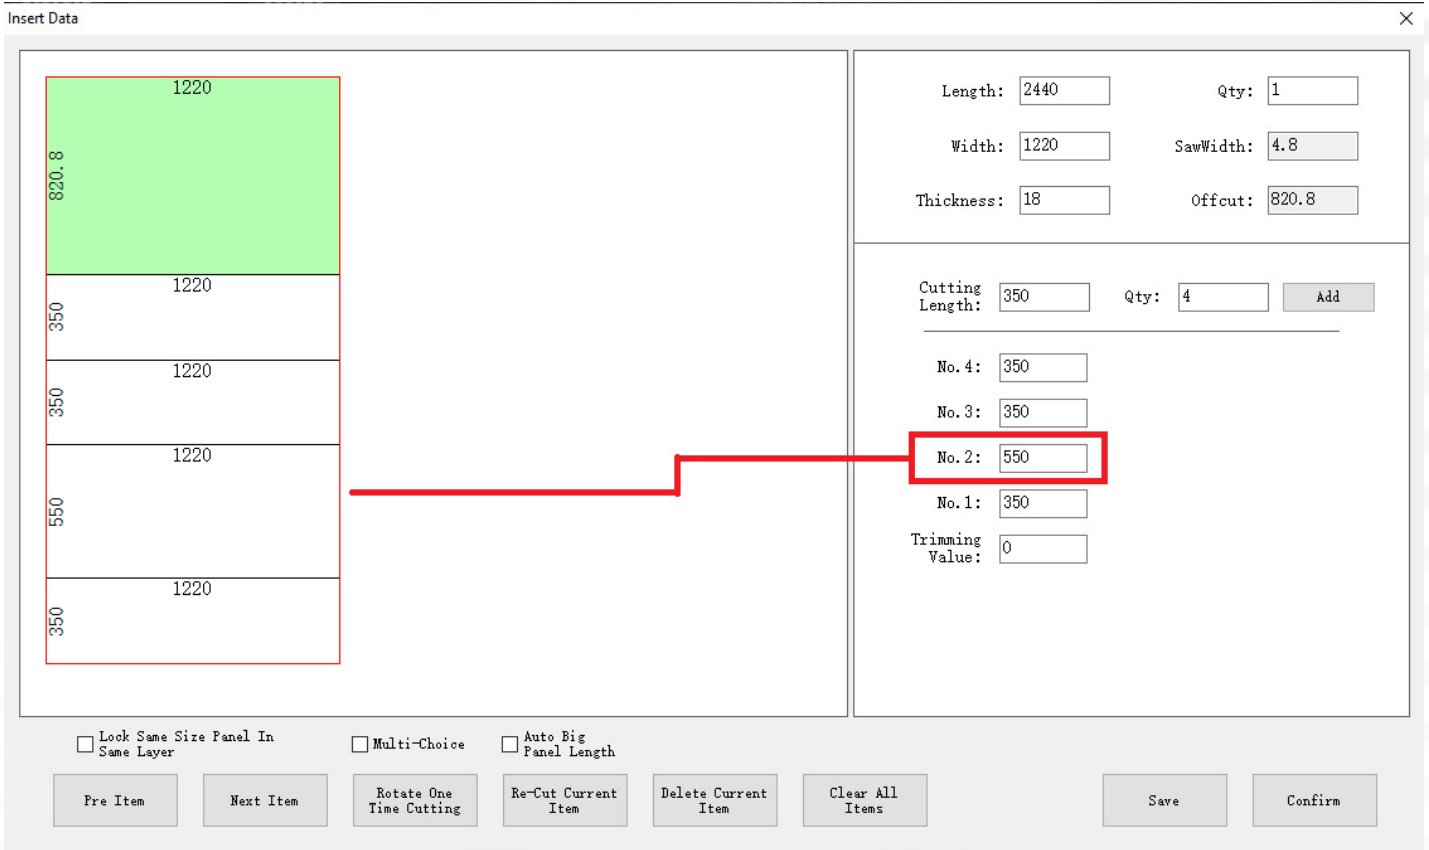 Insert Data
1220
820.8
1220
350
1220
350
1220
550
1220
350
Length: 2440
Qty: 1
Width: 1220
SawWidth: 4.8
Thickness: 18
Offcut: 820.8
Cutting
Length: 350
Qty: 4
Add
No.4: 350
No.3: 350
No.2: 550
No.1: 350
Trimming
Value: 0
Lock Same Size Panel In
Same Layer
Multi-Choice
Auto Big
Panel Length
Pre Item
Next Item
Rotate One
Time Cutting
Re-Cut Current
Item
Delete Current
Item
Clear All
Items
Save
Confirm